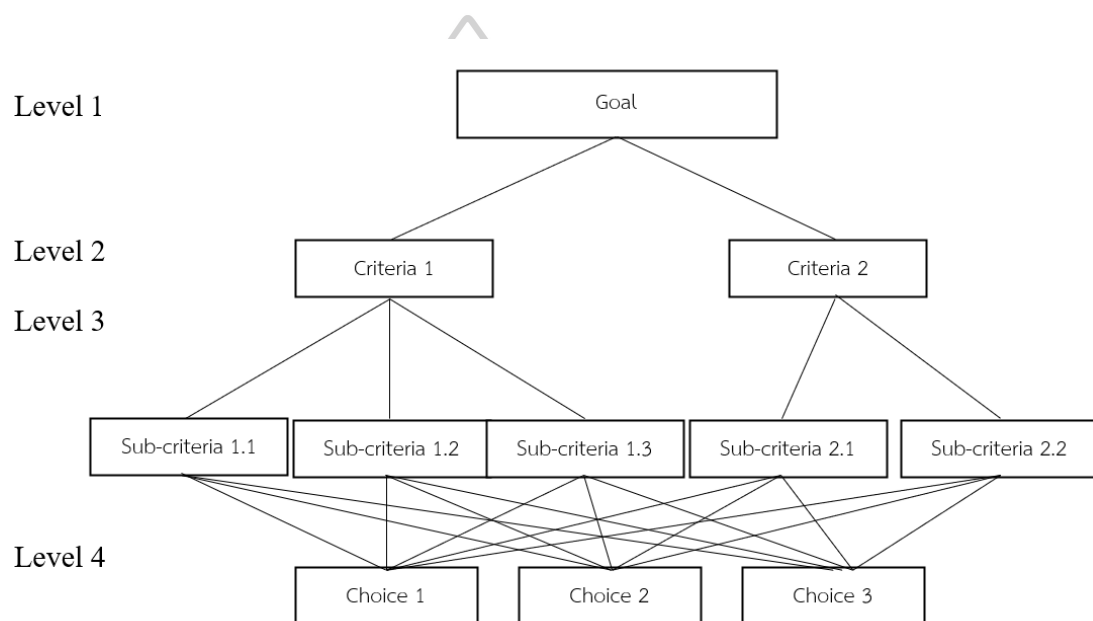 Level 1
Goal
Level 2
Criteria 1
Criteria 2
Level 3
Sub-criteria 1.1
Sub-criteria 1.2
Sub-criteria 1.3
Sub-criteria 2.1
Sub-criteria 2.2
Level 4
Choice 1
Choice 2
Choice 3